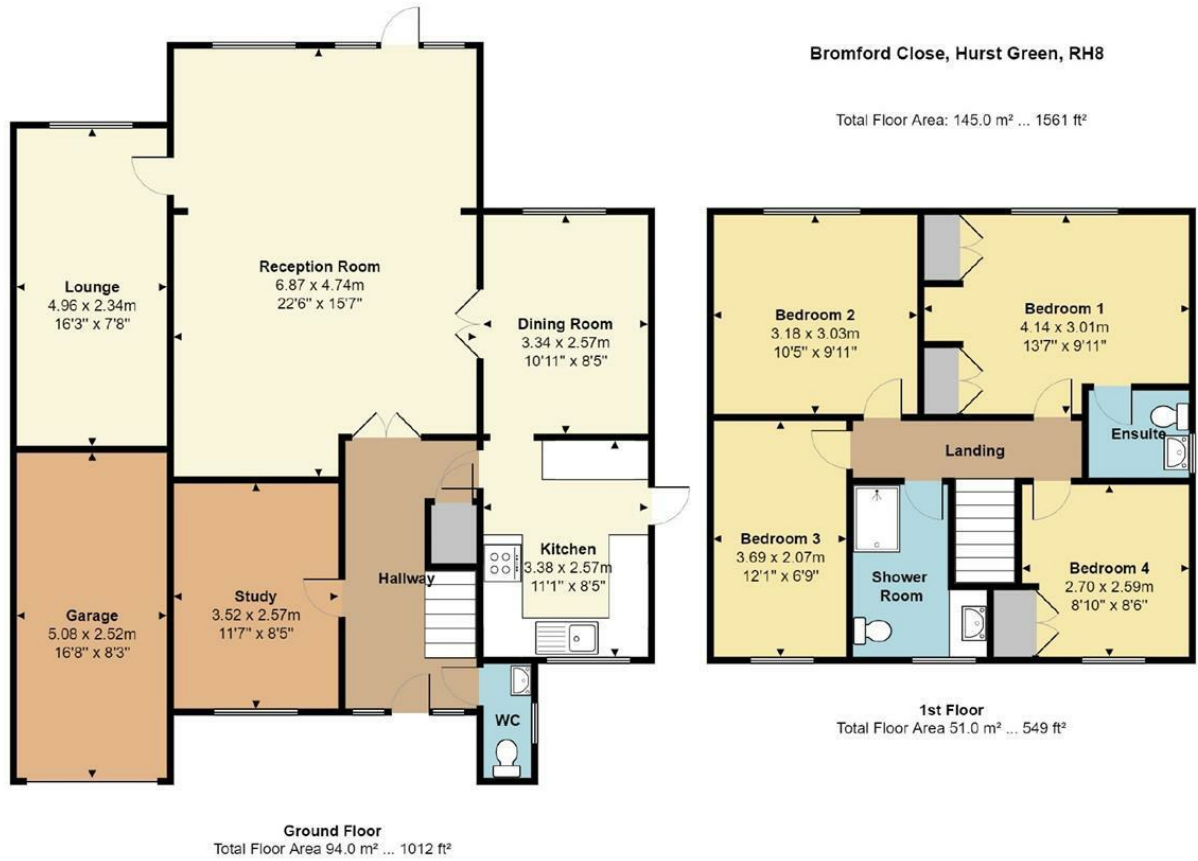 Bromford Close, Hurst Green, RH8
Total Floor Area: 145.0 m² ... 1561 ft²
Lounge
4.96 x 2.34m
16'3" x 7'8"
Reception Room
6.87 x 4.74m
22'6" x 15'7"
Dining Room
3.34 x 2.57m
10'11" x 8'5"
Kitchen
3.38 x 2.57m
11'1" x 8'5"
Hallway
Study
3.52 x 2.57m
11'7" x 8'5"
Garage
5.08 x 2.52m
16'8" x 8'3"
WC
Ground Floor
Total Floor Area 94.0 m² ... 1012 ft²
Bedroom 2
3.18 x 3.03m
10'5" x 9'11"
Bedroom 1
4.14 x 3.01m
13'7" x 9'11"
Ensuite
Landing
Bedroom 3
3.69 x 2.07m
12'1" x 6'9"
Shower
Room
Bedroom 4
2.70 x 2.59m
8'10" x 8'6"
1st Floor
Total Floor Area 51.0 m² ... 549 ft²